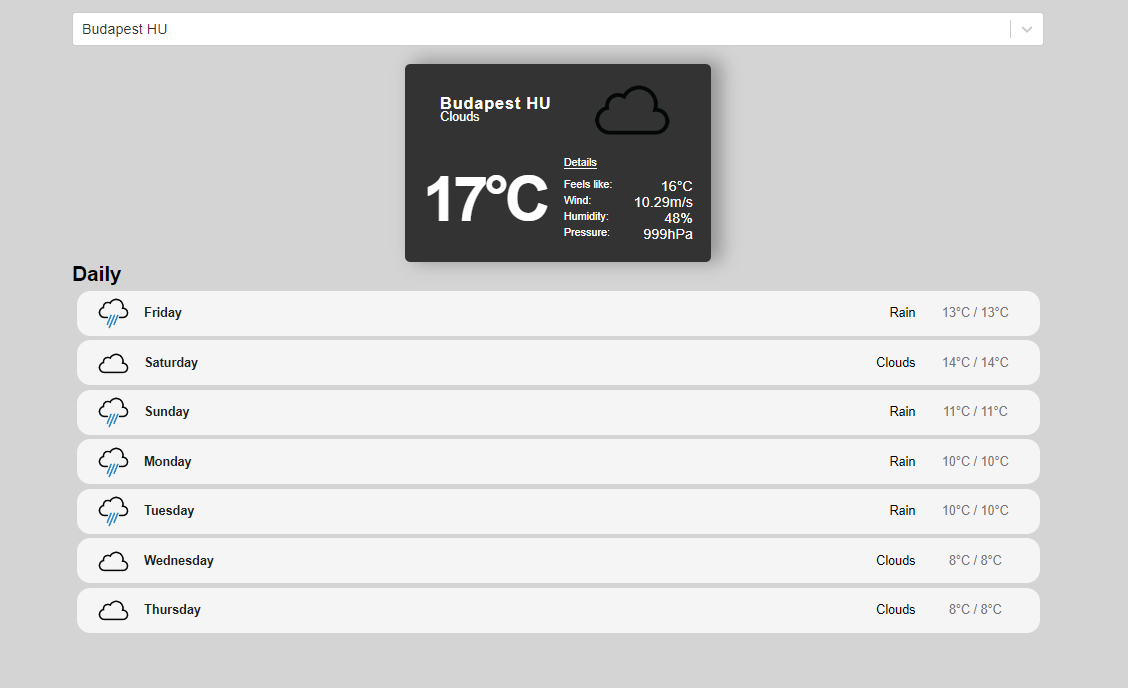 Budapest HU
Budapest HU
Clouds
17°C
Details
Feels like: 16°C
Wind: 10.29m/s
Humidity: 48%
Pressure: 999hPa
Daily
Friday Rain 13°C / 13°C
Saturday Clouds 14°C / 14°C
Sunday Rain 11°C / 11°C
Monday Rain 10°C / 10°C
Tuesday Rain 10°C / 10°C
Wednesday Clouds 8°C / 8°C
Thursday Clouds 8°C / 8°C